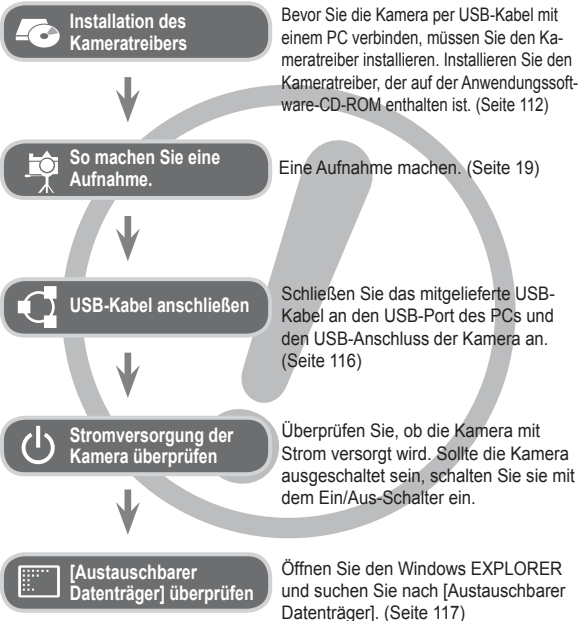 Installation des
Kameratreibers
Bevor Sie die Kamera per USB-Kabel mit
einem PC verbinden, müssen Sie den Ka-
meratreiber installieren. Installieren Sie den
Kameratreiber, der auf der Anwendungssoft-
ware-CD-ROM enthalten ist. (Seite 112)
So machen Sie eine
Aufnahme.
Eine Aufnahme machen. (Seite 19)
USB-Kabel anschließen
Schließen Sie das mitgelieferte USB-
Kabel an den USB-Port des PCs und
den USB-Anschluss der Kamera an.
(Seite 116)
Stromversorgung der
Kamera überprüfen
Überprüfen Sie, ob die Kamera mit
Strom versorgt wird. Sollte die Kamera
ausgeschaltet sein, schalten Sie sie mit
dem Ein/Aus-Schalter ein.
[Austauschbarer
Datenträger] überprüfen
Öffnen Sie den Windows EXPLORER
und suchen Sie nach [Austauschbarer
Datenträger]. (Seite 117)